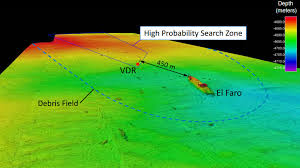 Depth
(meters)
High Probability Search Zone
450 m
VDR
El Faro
Debris Field